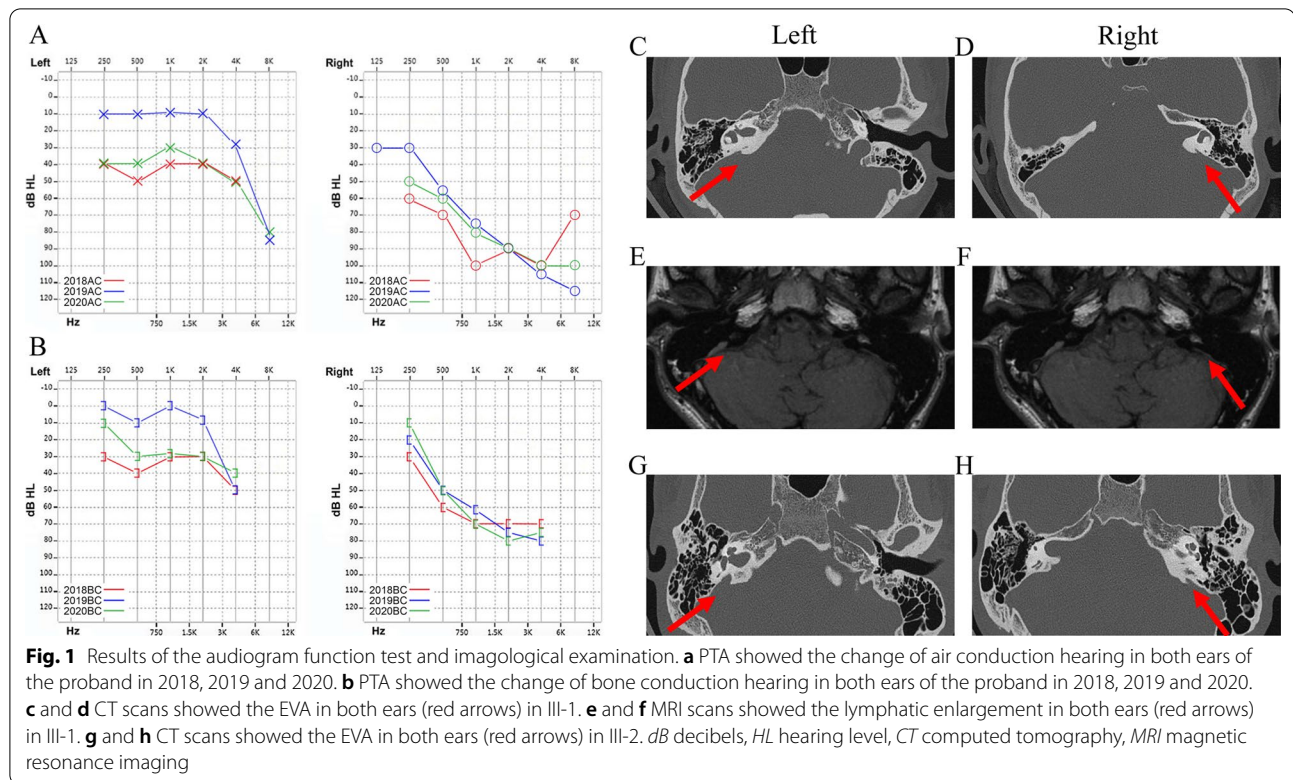 A
Left
250 500 1K 2K 4K 8K
-10
0
10
20
30
40
50
60
70
80
90
100
110
120
dB HL
2018AC
2019AC
2020AC
Hz
750 1.5K 3K 6K 12K
Right
125 250 500 1K 2K 4K 8K
-10
0
10
20
30
40
50
60
70
80
90
100
110
120
dB HL
2018AC
2019AC
2020AC
Hz
750 1.5K 3K 6K 12K
B
Left
125 250 500 1K 2K 4K 8K
-10
0
10
20
30
40
50
60
70
80
90
100
110
120
dB HL
2018BC
2019BC
2020BC
Hz
750 1.5K 3K 6K 12K
Right
125 250 500 1K 2K 4K 8K
-10
0
10
20
30
40
50
60
70
80
90
100
110
120
dB HL
2018BC
2019BC
2020BC
Hz
750 1.5K 3K 6K 12K
Left
Right
C
D
E
F
G
H
Fig. 1 Results of the audiogram function test and imagological examination. a PTA showed the change of air conduction hearing in both ears of
the proband in 2018, 2019 and 2020. b PTA showed the change of bone conduction hearing in both ears of the proband in 2018, 2019 and 2020.
c and d CT scans showed the EVA in both ears (red arrows) in III-1. e and f MRI scans showed the lymphatic enlargement in both ears (red arrows)
in III-1. g and h CT scans showed the EVA in both ears (red arrows) in III-2. dB decibels, HL hearing level, CT computed tomography, MRI magnetic
resonance imaging